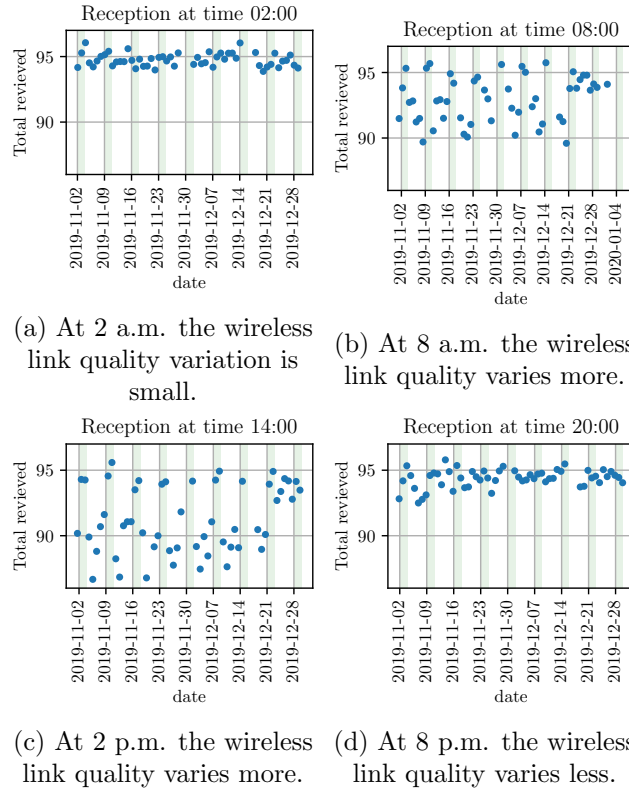 Reception at time 02:00
Total revieved
95
90
2019-11-02
2019-11-09
2019-11-16
2019-11-23
2019-11-30
2019-12-07
2019-12-14
2019-12-21
2019-12-28
date
(a) At 2 a.m. the wireless
link quality variation is
small.
Reception at time 08:00
Total revieved
95
90
2019-11-02
2019-11-09
2019-11-16
2019-11-23
2019-11-30
2019-12-07
2019-12-14
2019-12-21
2019-12-28
2020-01-04
date
(b) At 8 a.m. the wireless
link quality varies more.
Reception at time 14:00
Total revieved
95
90
2019-11-02
2019-11-09
2019-11-16
2019-11-23
2019-11-30
2019-12-07
2019-12-14
2019-12-21
2019-12-28
date
(c) At 2 p.m. the wireless
link quality varies more.
Reception at time 20:00
Total revieved
95
90
2019-11-02
2019-11-09
2019-11-16
2019-11-23
2019-11-30
2019-12-07
2019-12-14
2019-12-21
2019-12-28
date
(d) At 8 p.m. the wireless
link quality varies less.